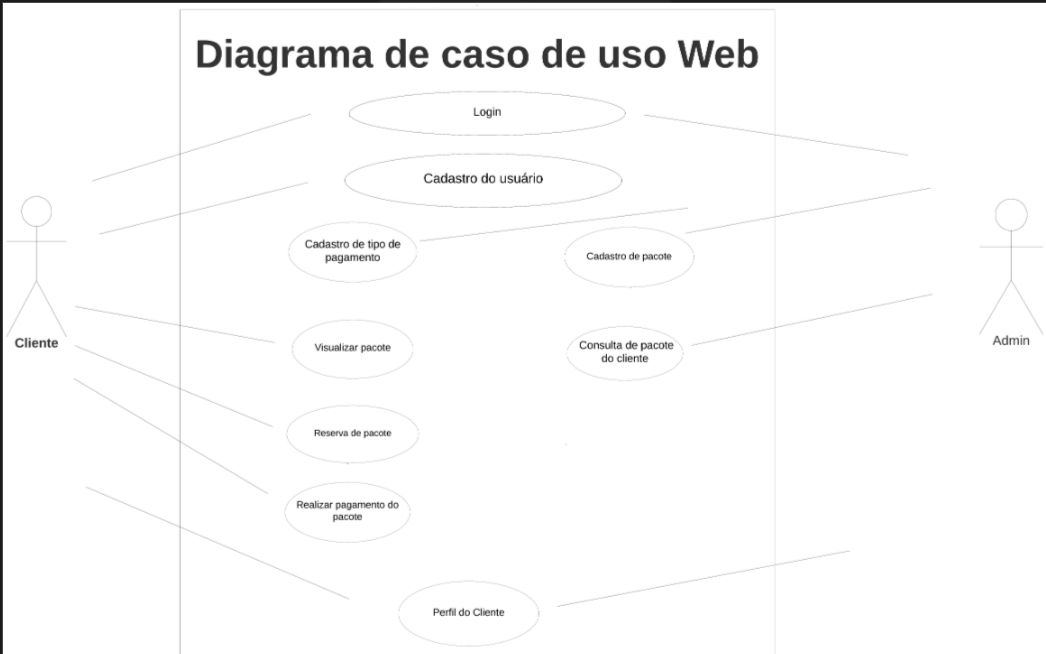 Diagrama de caso de uso Web
Login
Cadastro do usuário
Cadastro de tipo de
pagamento
Cadastro de pacote
Cliente
Visualizar pacote
Consulta de pacote
do cliente
Admin
Reserva de pacote
Realizar pagamento do
pacote
Perfil do Cliente